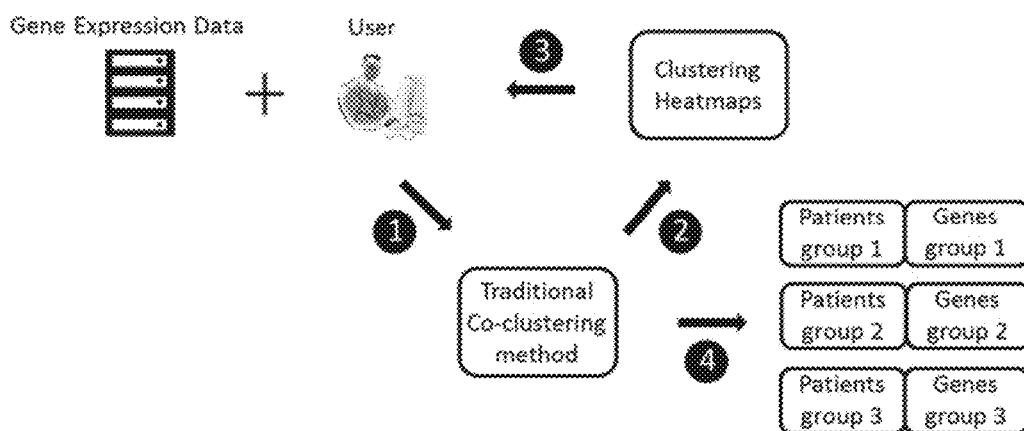 Gene Expression Data
User
+
3
Clustering
Heatmaps
1
2
Traditional
Co-clustering
method
4
Patients
group 1
Genes
group 1
Patients
group 2
Genes
group 2
Patients
group 3
Genes
group 3